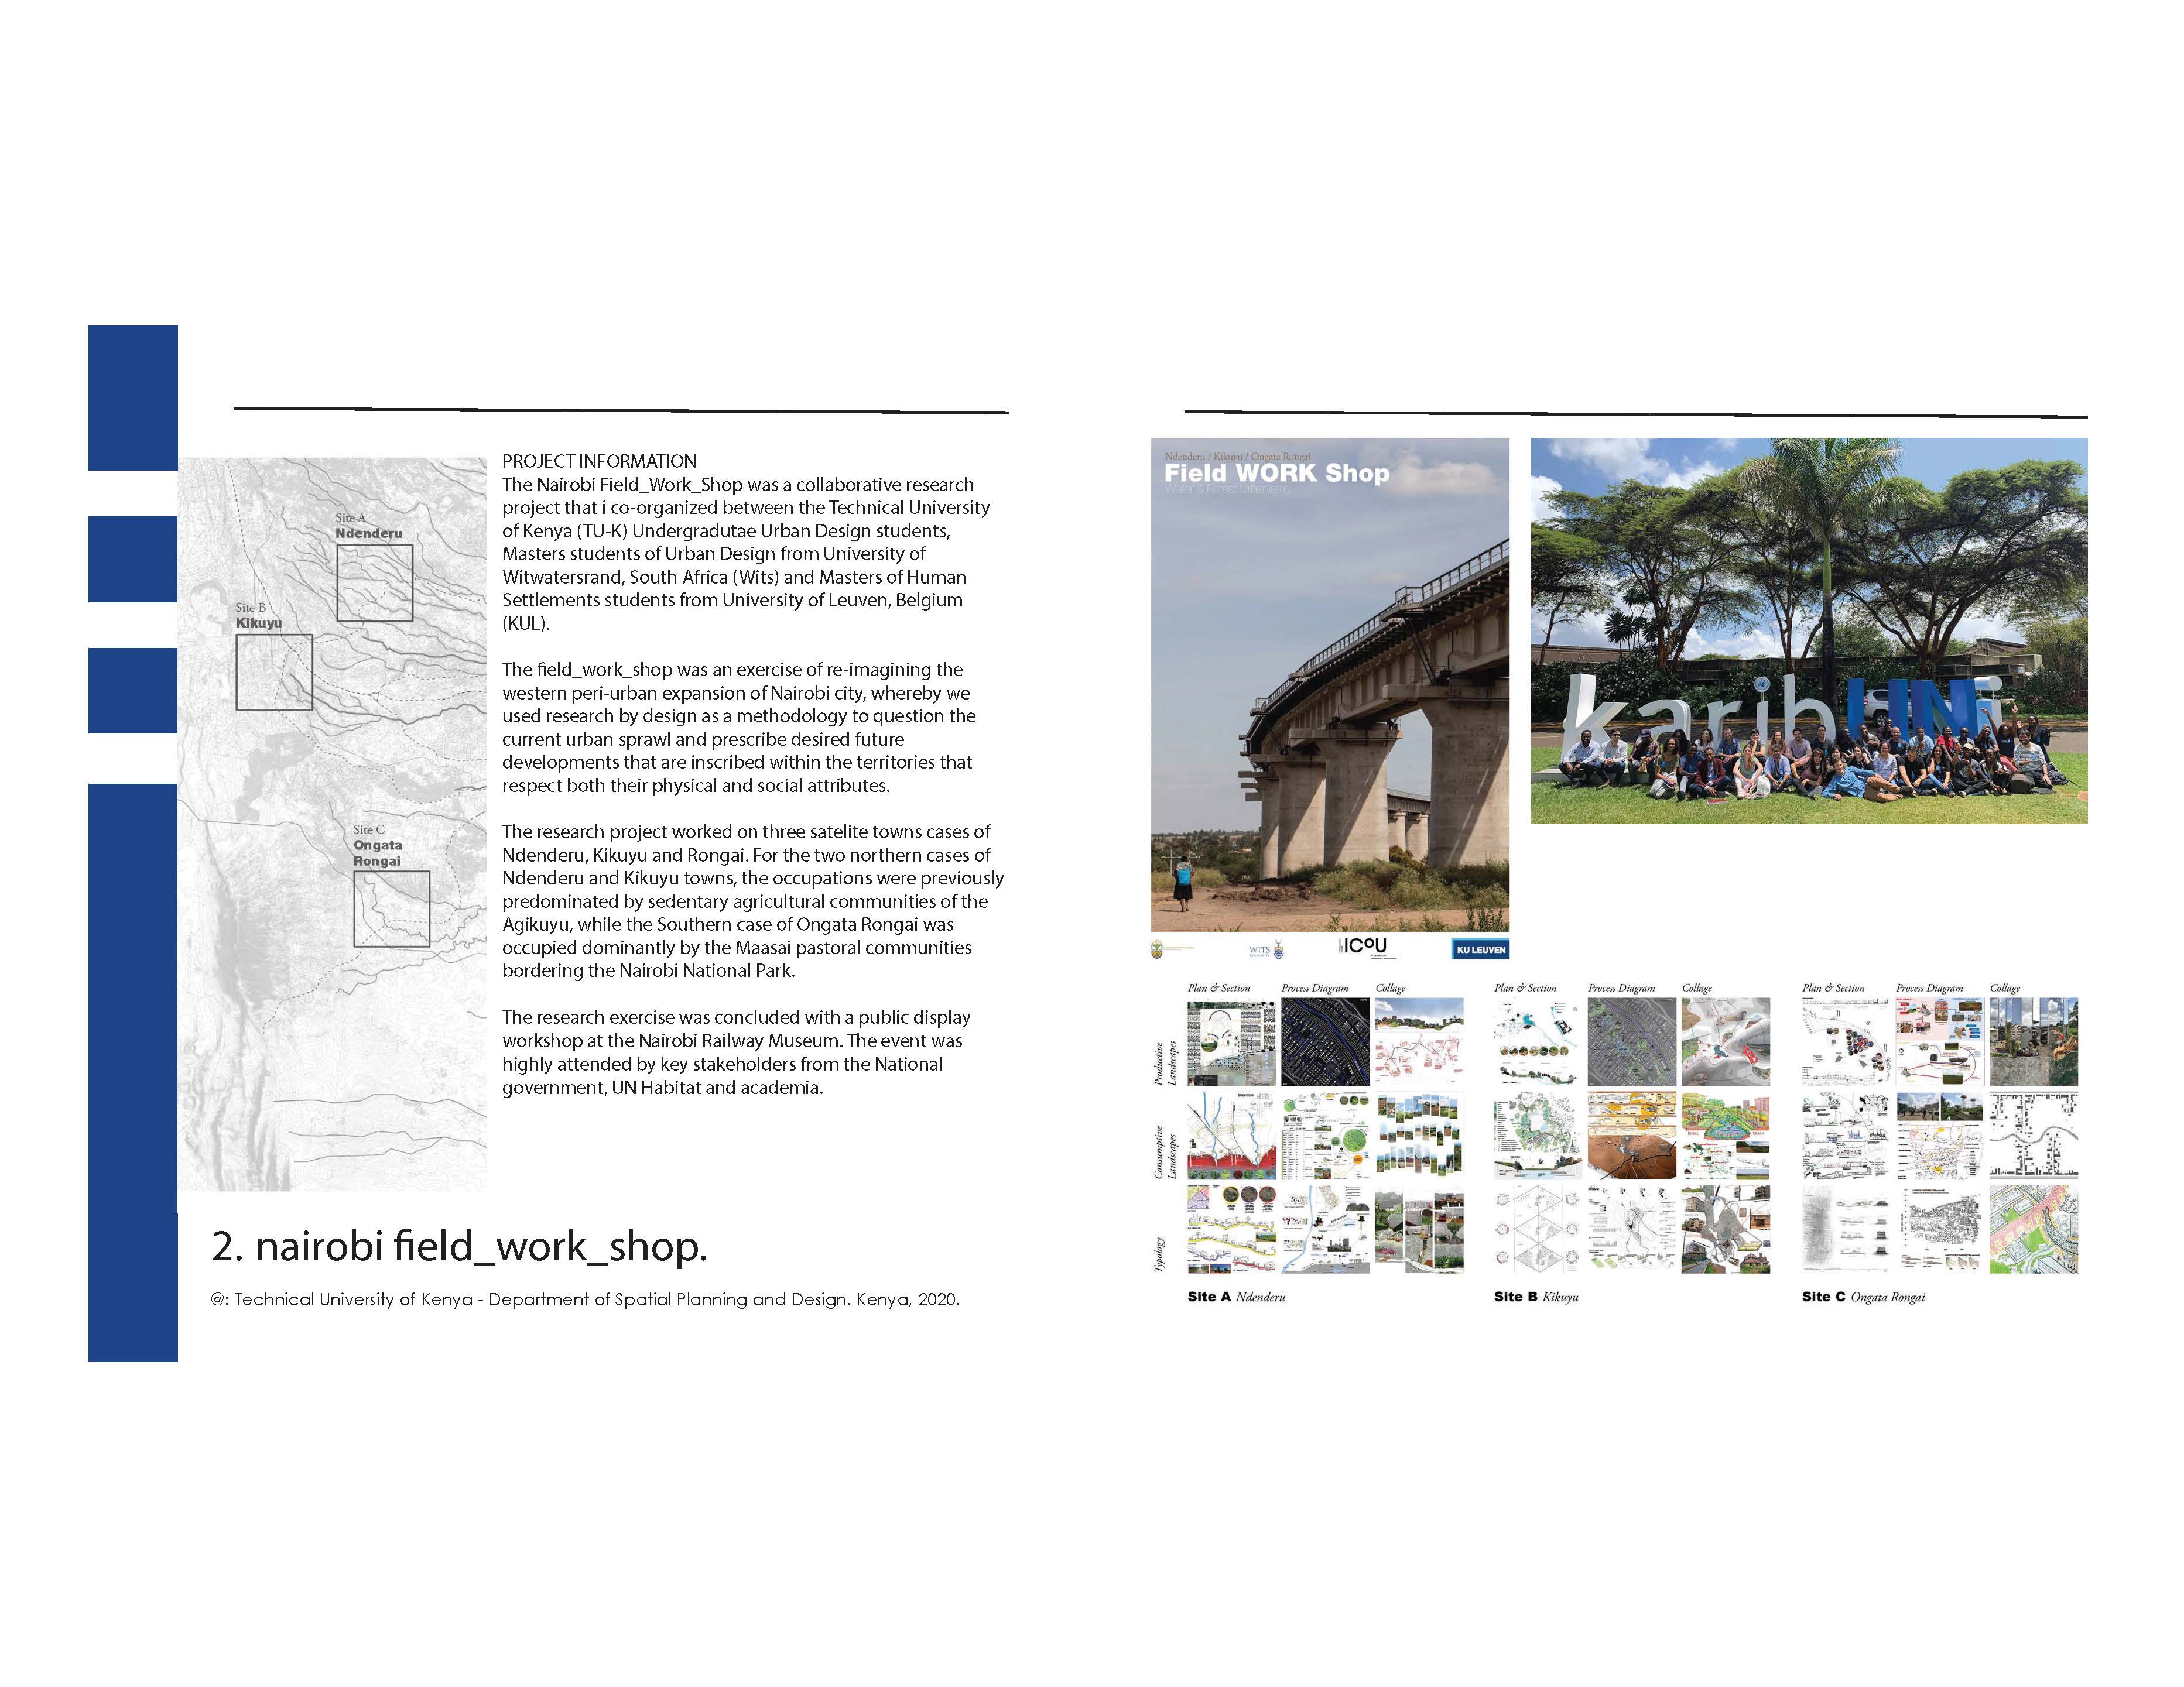 Site A
Ndenderu
Site B
Kikuyu
Site C
Ongata
Rongai
PROJECT INFORMATION
The Nairobi Field_Work_Shop was a collaborative research
project that i co-organized between the Technical University
of Kenya (TU-K) Undergradutae Urban Design students,
Masters students of Urban Design from University of
Witwatersrand, South Africa (Wits) and Masters of Human
Settlements students from University of Leuven, Belgium
(KUL).
The field_work_shop was an exercise of re-imagining the
western peri-urban expansion of Nairobi city, whereby we
used research by design as a methodology to question the
current urban sprawl and prescribe desired future
developments that are inscribed within the territories that
respect both their physical and social attributes.
The research project worked on three satelite towns cases of
Ndenderu, Kikuyu and Rongai. For the two northern cases of
Ndenderu and Kikuyu towns, the occupations were previously
predominated by sedentary agricultural communities of the
Agikuyu, while the Southern case of Ongata Rongai was
occupied dominantly by the Maasai pastoral communities
bordering the Nairobi National Park.
The research exercise was concluded with a public display
workshop at the Nairobi Railway Museum. The event was
highly attended by key stakeholders from the National
government, UN Habitat and academia.
2. nairobi field_work_shop.
@: Technical University of Kenya - Department of Spatial Planning and Design. Kenya, 2020.
Ndenderu / Kikuyu / Ongata Rongai
Field WORK Shop
Water & Forest Urbanisms
karibUNi
WITS
UNIVERSITY
ICoU
KU LEUVEN
Plan & Section Process Diagram Collage
Plan & Section Process Diagram Collage
Plan & Section Process Diagram Collage
Productive
Landscapes
Consumptive
Landscapes
Typology
Site A Ndenderu
Site B Kikuyu
Site C Ongata Rongai